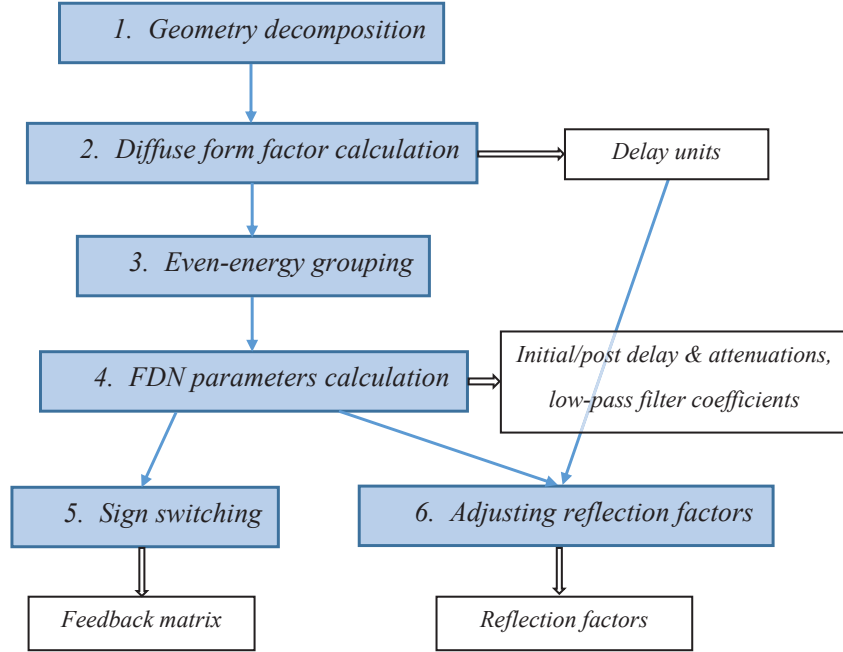 1. Geometry decomposition
2. Diffuse form factor calculation
Delay units
3. Even-energy grouping
4. FDN parameters calculation
Initial/post delay & attenuations,
low-pass filter coefficients
5. Sign switching
6. Adjusting reflection factors
Feedback matrix
Reflection factors